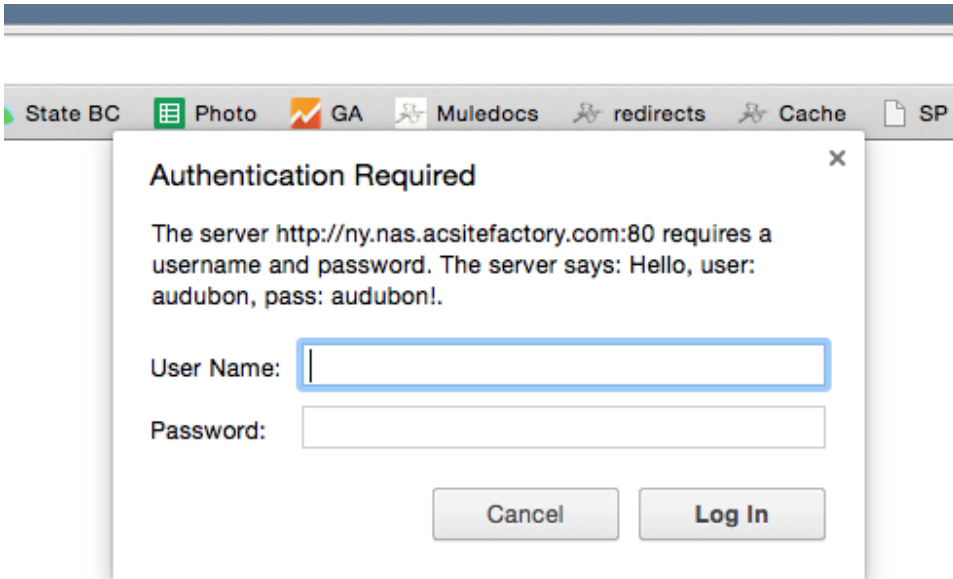 State BC Photo GA Muledocs redirects Cache SP
Authentication Required
The server http://ny.nas.acsitefactory.com:80 requires a
username and password. The server says: Hello, user:
audubon, pass: audubon!.
User Name:
Password:
Cancel Log In